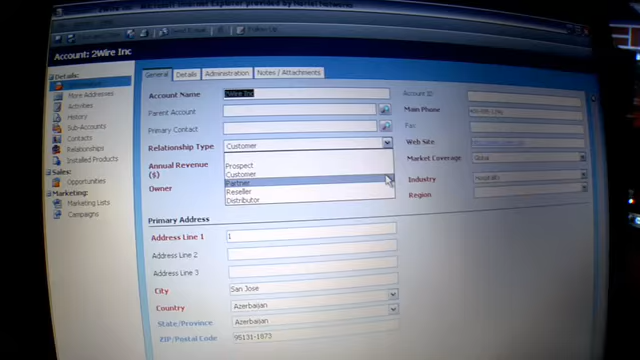 Account: 2Wire Inc
Details:
More Addresses
Activities
History
Sub-Accounts
Contacts
Relationships
Installed Products
Sales:
Opportunities
Marketing:
Marketing Lists
Campaigns
General
Details
Administration
Notes / Attachments
Account Name
2Wire Inc
Account ID
Parent Account
Main Phone
Primary Contact
Fax
Relationship Type
Customer
Web Site
Prospect
Customer
Partner
Reseller
Distributor
Annual Revenue
($)
Market Coverage
Global
Industry
Hospitality
Owner
Region
Primary Address
Address Line 1
1
Address Line 2
Address Line 3
City
San Jose
Country
Azerbaijan
State/Province
Azerbaijan
ZIP/Postal Code
95131-1873